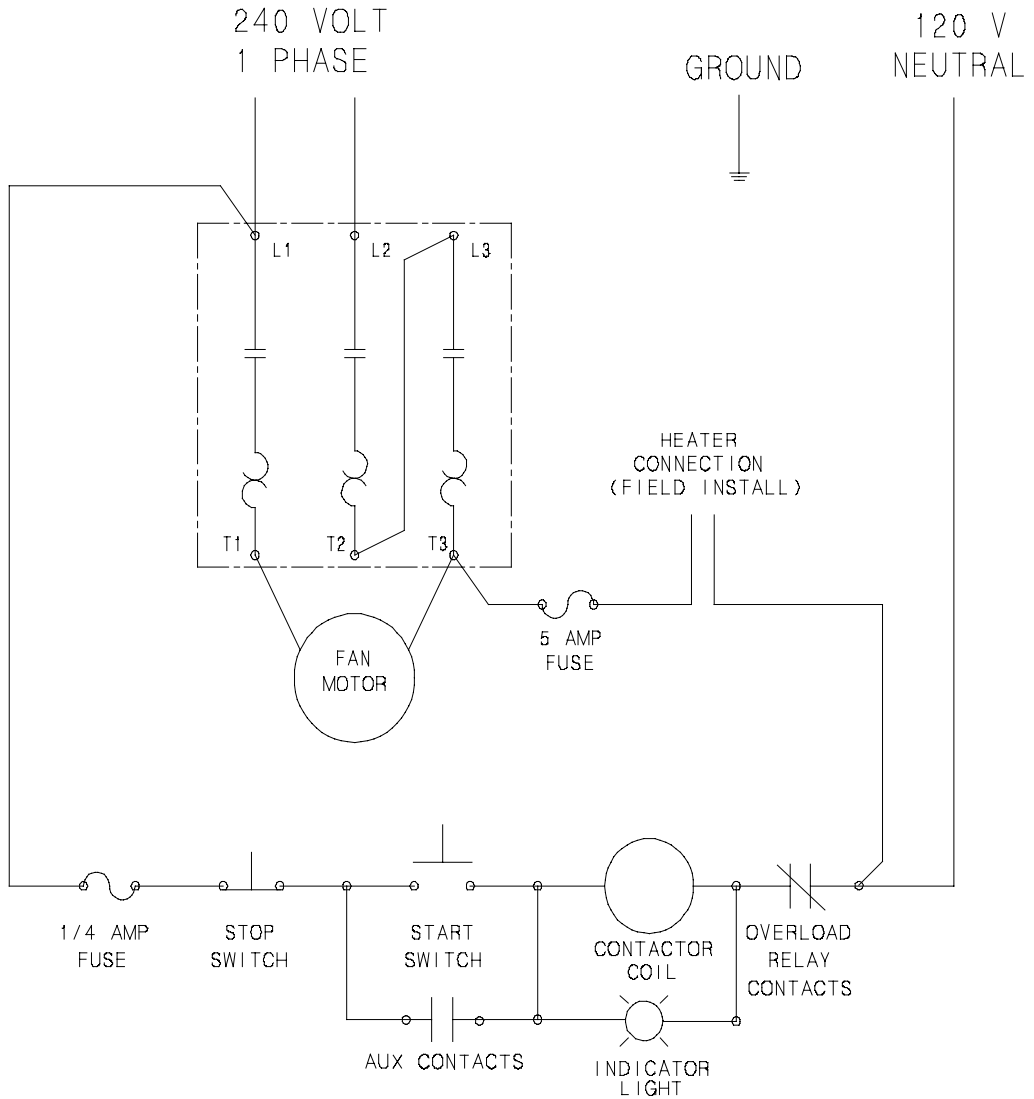 240 VOLT
1 PHASE
GROUND
120 V
NEUTRAL
L1
L2
L3
HEATER
CONNECTION
(FIELD INSTALL)
T1
T2
T3
5 AMP
FUSE
FAN
MOTOR
1/4 AMP
FUSE
STOP
SWITCH
START
SWITCH
CONTACTOR
COIL
OVERLOAD
RELAY
CONTACTS
AUX CONTACTS
INDICATOR
LIGHT